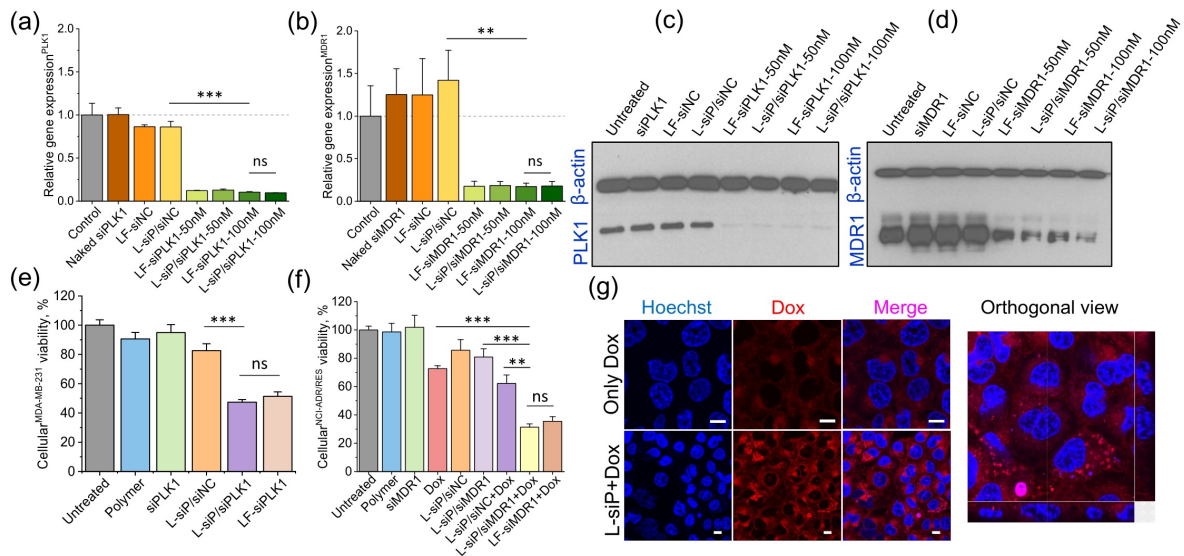 (a)
Relative gene expression^PLK1
2.0
1.5
1.0
0.5
0.0
***
ns
Control
Naked siPLK1
LF-siNC
L-siP/siNC
LF-siPLK1-50nM
L-siP/siPLK1-50nM
LF-siPLK1-100nM
L-siP/siPLK1-100nM
(b)
Relative gene expression^MDR1
2.0
1.5
1.0
0.5
0.0
**
ns
Control
Naked siMDR1
LF-siNC
L-siP/siNC
LF-siMDR1-50nM
L-siP/siMDR1-50nM
LF-siMDR1-100nM
L-siP/siMDR1-100nM
(c)
Untreated
siPLK1
LF-siNC
L-siP/siNC
LF-siPLK1-50nM
L-siP/siPLK1-50nM
LF-siPLK1-100nM
L-siP/siPLK1-100nM
PLK1 β-actin
(d)
Untreated
siMDR1
LF-siNC
L-siP/siNC
LF-siMDR1-50nM
L-siP/siMDR1-50nM
LF-siMDR1-100nM
L-siP/siMDR1-100nM
MDR1 β-actin
(e)
Cellular^MDA-MB-231 viability, %
120
100
80
60
40
20
0
***
ns
Untreated
Polymer
siPLK1
L-siP/siNC
L-siP/siPLK1
LF-siPLK1
(f)
Cellular^NCI-ADR/RES viability, %
120
100
80
60
40
20
0
***
***
**
ns
Untreated
Polymer
siMDR1
Dox
L-siP/siNC
L-siP/siMDR1
L-siP/siNC+Dox
L-siP/siMDR1+Dox
LF-siMDR1+Dox
(g)
Hoechst Dox Merge Orthogonal view
Only Dox
L-siP+Dox